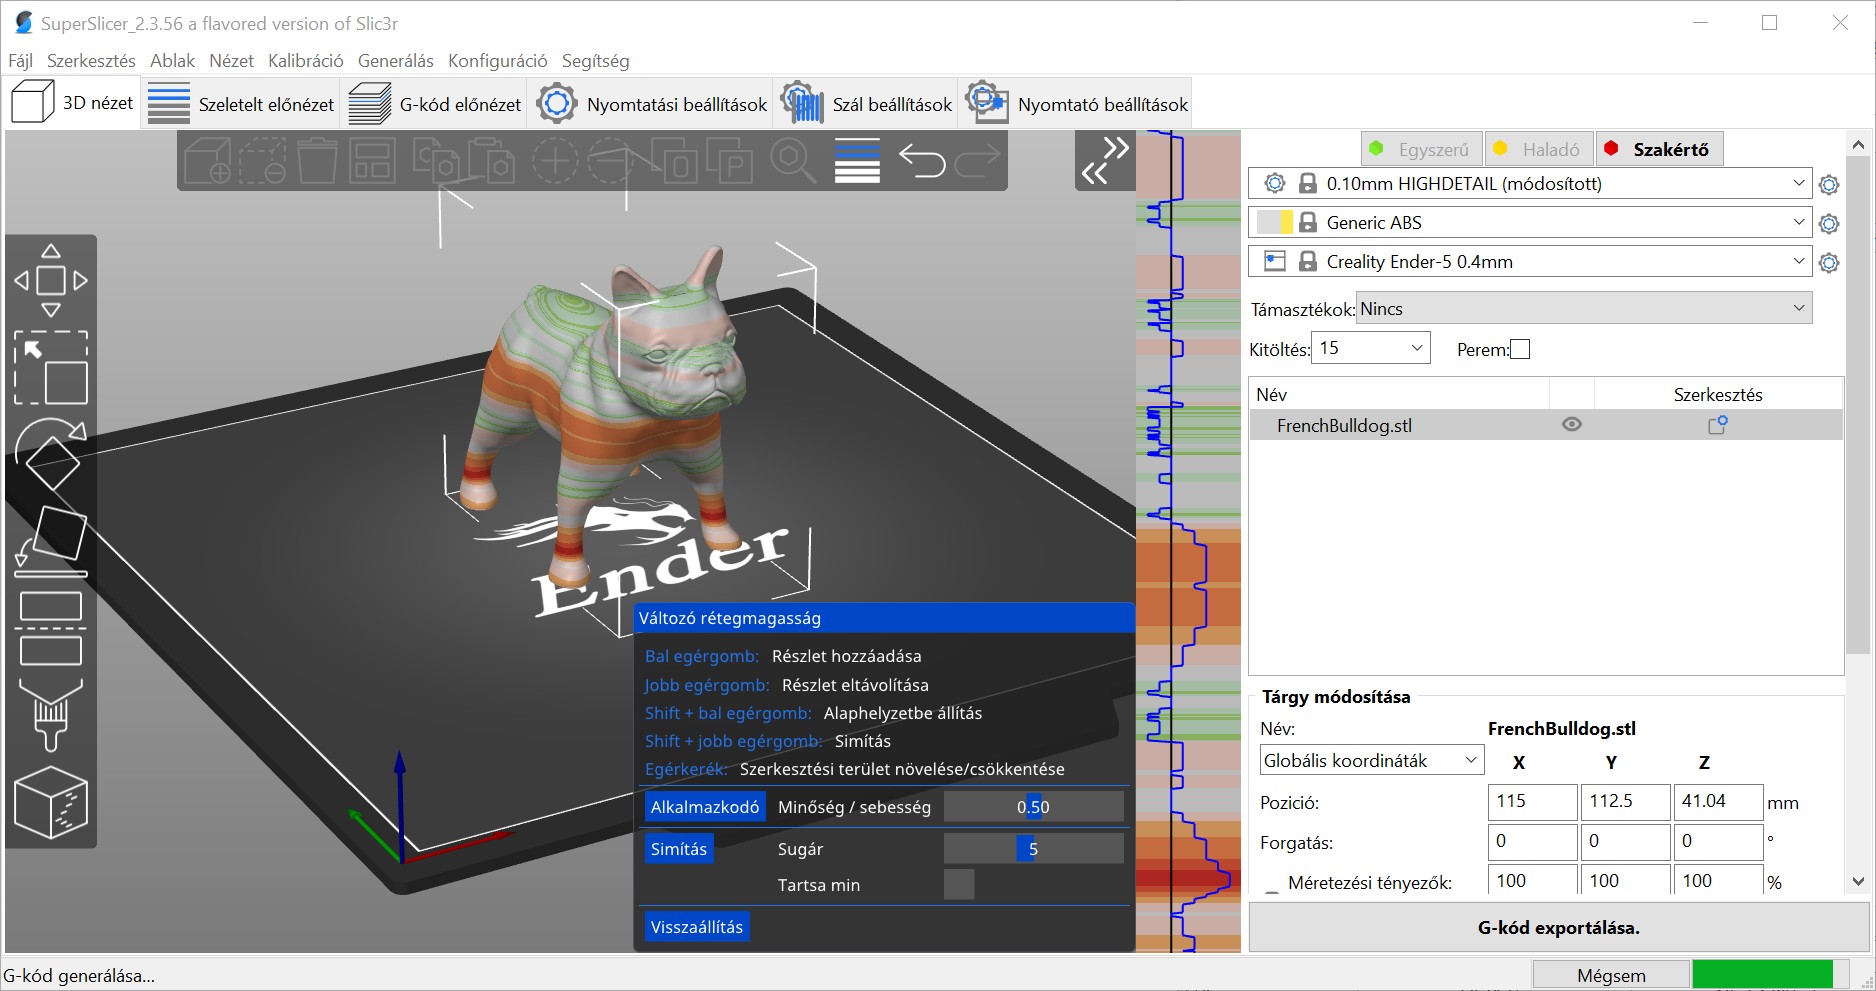 SuperSlicer_2.3.56 a flavored version of Slic3r
Fájl Szerkesztés Ablak Nézet Kalibráció Generálás Konfiguráció Segítség
3D nézet Szeletelt előnézet G-kód előnézet Nyomtatási beállítások Szál beállítások Nyomtató beállítások
Egyszerű Haladó Szakértő
0.10mm HIGHDETAIL (módosított)
Generic ABS
Creality Ender-5 0.4mm
Támasztékok: Nincs
Kitöltés: 15 Perem:
Név Szerkesztés
FrenchBulldog.stl
Ender
Változó rétegmagasság
Bal egérgomb: Részlet hozzáadása
Jobb egérgomb: Részlet eltávolítása
Shift + bal egérgomb: Alaphelyzetbe állítás
Shift + jobb egérgomb: Simítás
Egérkerék: Szerkesztési terület növelése/csökkentése
Alkalmazkodó Minőség / sebesség 0.50
Simítás Sugár 5
Tartsa min
Visszaállítás
Tárgy módosítása
Név: FrenchBulldog.stl
Globális koordináták X Y Z
Pozició: 115 112.5 41.04 mm
Forgatás: 0 0 0 °
Méretezési tényezők: 100 100 100 %
G-kód exportálása.
G-kód generálása... Mégsem